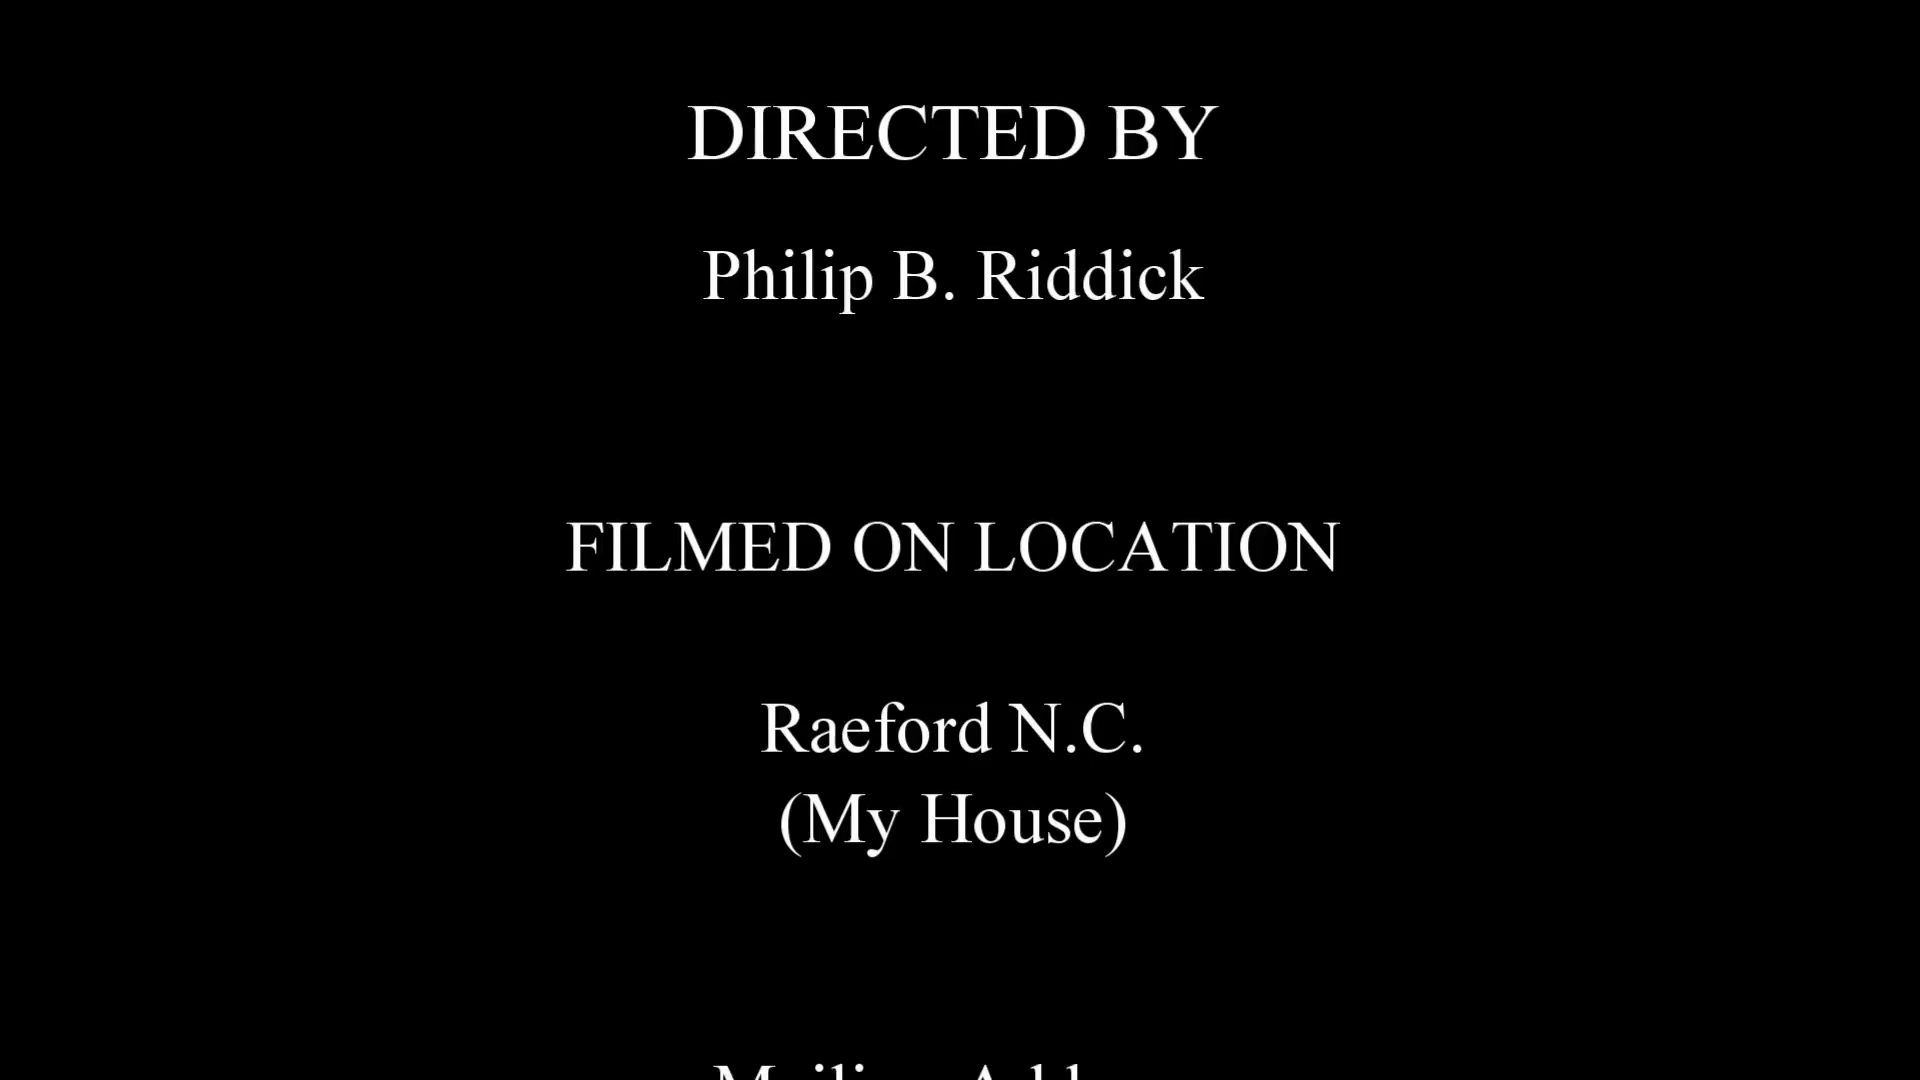 DIRECTED BY
Philip B. Riddick
FILMED ON LOCATION
Raeford N.C.
(My House)